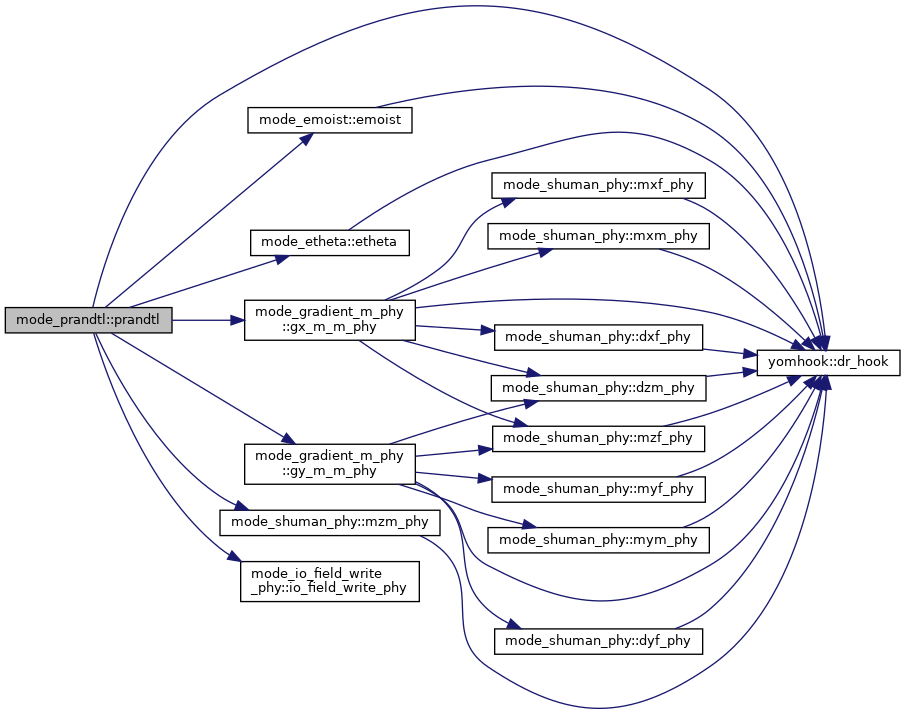 mode_prandtl::prandtl
mode_emoist::emoist
mode_etheta::etheta
mode_gradient_m_phy
::gx_m_m_phy
mode_gradient_m_phy
::gy_m_m_phy
mode_shuman_phy::mzm_phy
mode_io_field_write
_phy::io_field_write_phy
mode_shuman_phy::mxf_phy
mode_shuman_phy::mxm_phy
mode_shuman_phy::dxf_phy
mode_shuman_phy::dzm_phy
mode_shuman_phy::mzf_phy
mode_shuman_phy::myf_phy
mode_shuman_phy::mym_phy
mode_shuman_phy::dyf_phy
yomhook::dr_hook